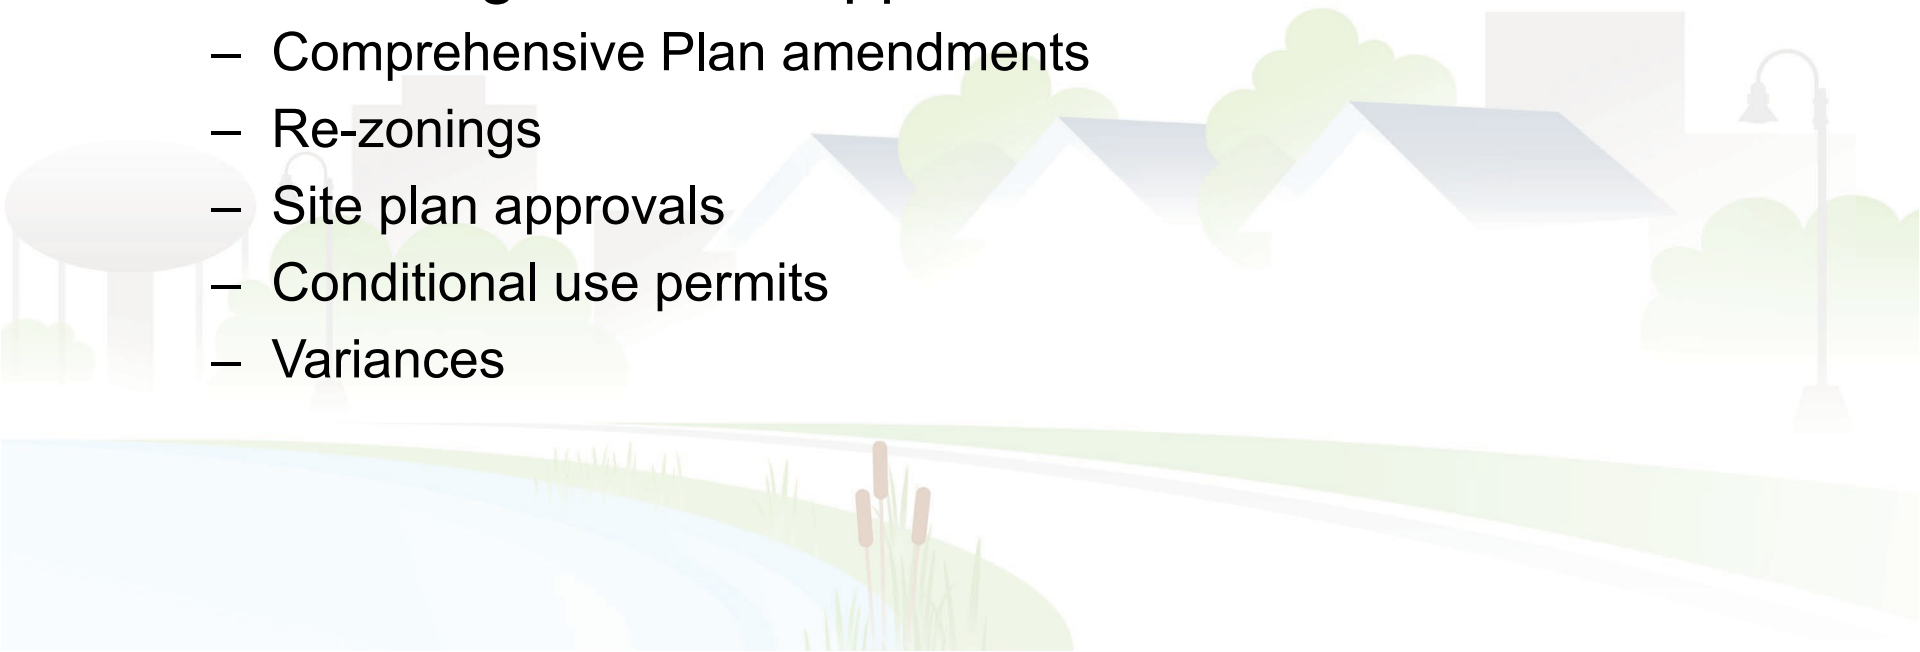 – Comprehensive Plan amendments
– Re-zonings
– Site plan approvals
– Conditional use permits
– Variances